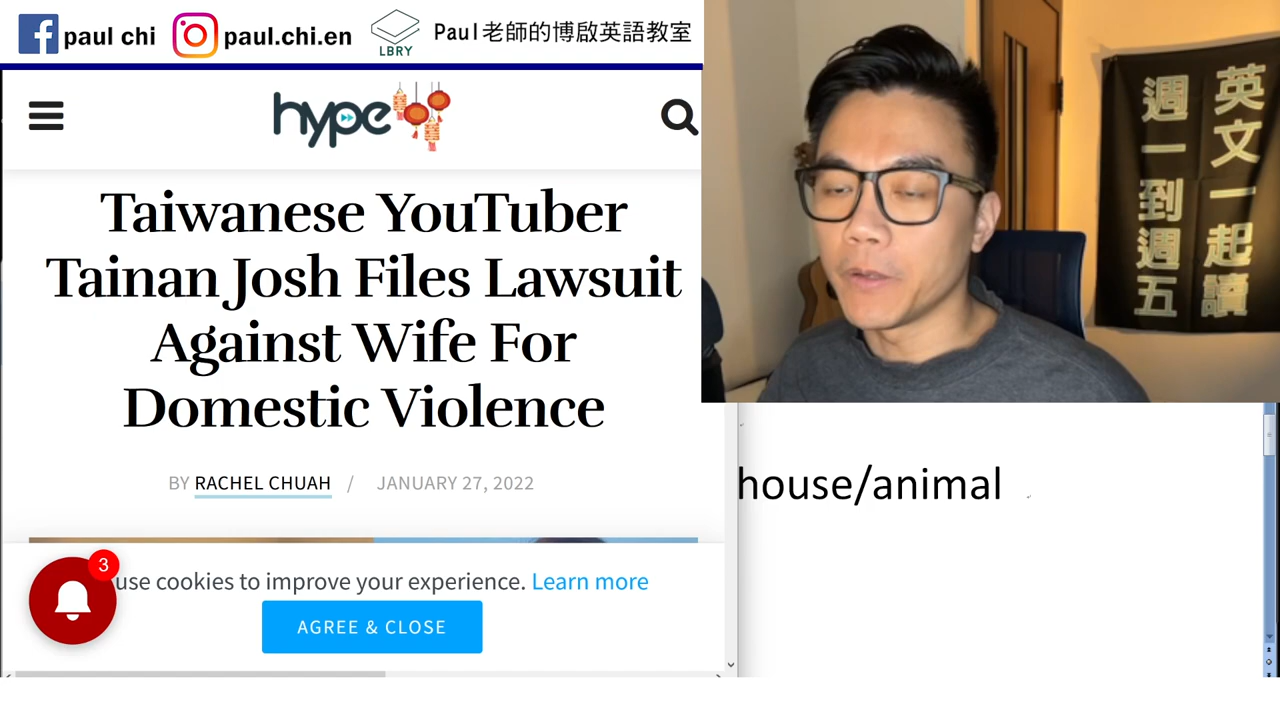 paul chi
paul.chi.en
LBRY
Paul老師的博啟英語教室
hype
Taiwanese YouTuber
Tainan Josh Files Lawsuit
Against Wife For
Domestic Violence
BY RACHEL CHUAH / JANUARY 27, 2022
3
use cookies to improve your experience. Learn more
AGREE & CLOSE
英文一起讀
週一到週五
house/animal